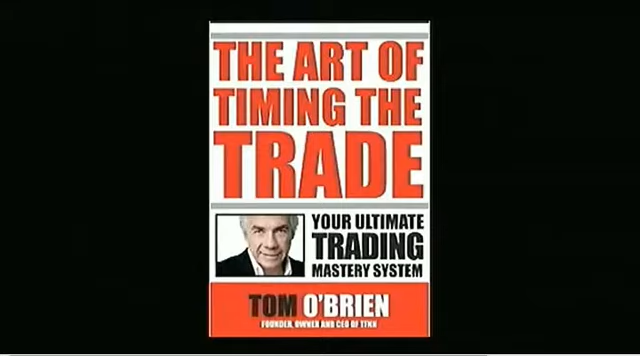 THE ART OF
TIMING THE
TRADE
YOUR ULTIMATE
TRADING
MASTERY SYSTEM
TOM O'BRIEN
FOUNDER, OWNER AND CEO OF TFNN